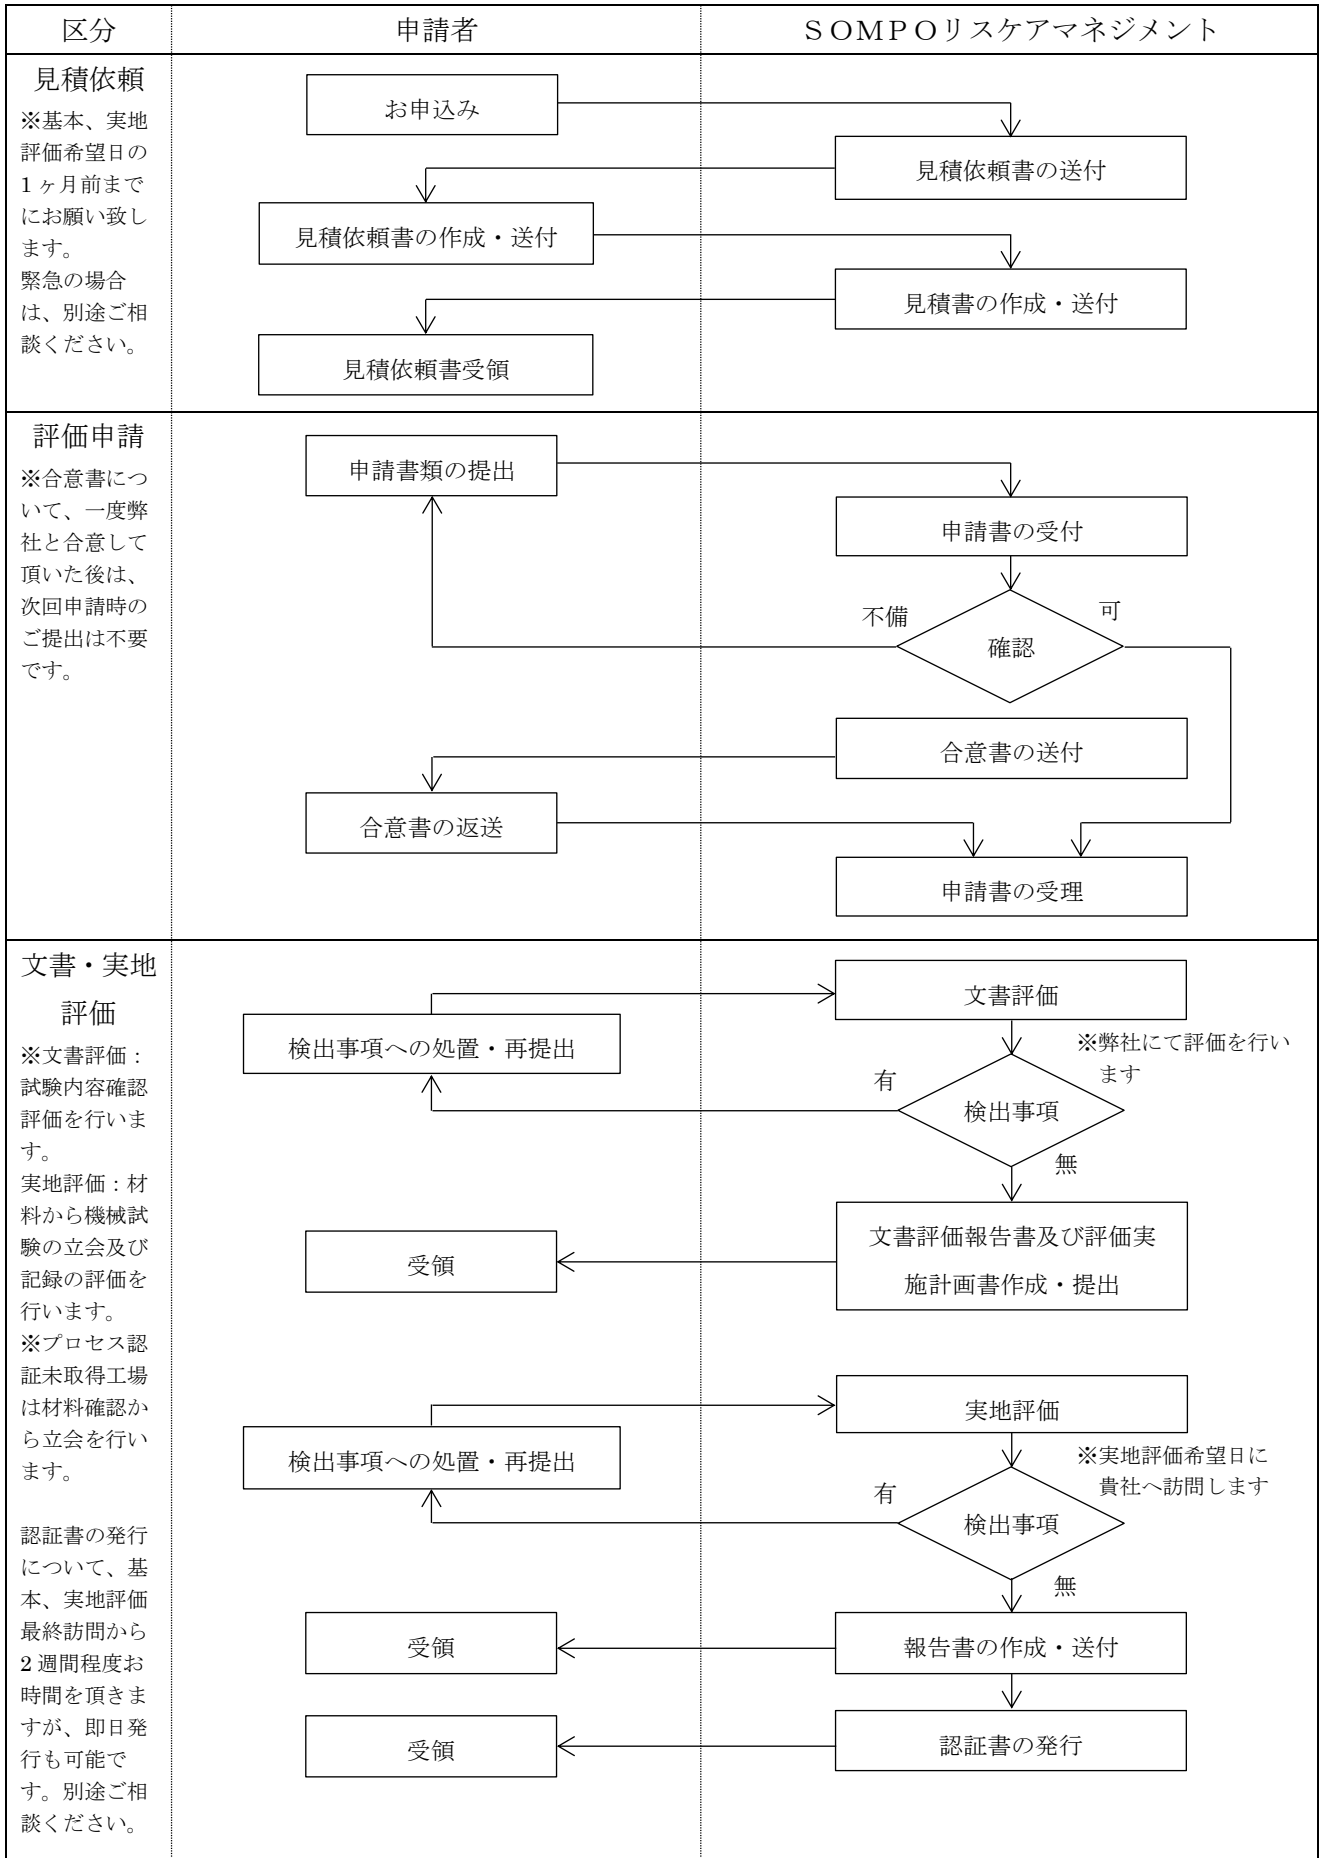 区分
申請者
ＳＯＭＰＯリスケアマネジメント
見積依頼
※基本、実地
評価希望日の
1ヶ月前まで
にお願い致し
ます。
緊急の場合
は、別途ご相
談ください。
お申込み
見積依頼書の送付
見積依頼書の作成・送付
見積書の作成・送付
見積依頼書受領
評価申請
※合意書につ
いて、一度弊
社と合意して
頂いた後は、
次回申請時の
ご提出は不要
です。
申請書類の提出
申請書の受付
不備
可
確認
合意書の送付
合意書の返送
申請書の受理
文書・実地
評価
※文書評価：
試験内容確認
評価を行いま
す。
実地評価：材
料から機械試
験の立会及び
記録の評価を
行います。
※プロセス認
証未取得工場
は材料確認か
ら立会を行い
ます。
認証書の発行
について、基
本、実地評価
最終訪問から
2週間程度お
時間を頂きま
すが、即日発
行も可能で
す。別途ご相
談ください。
文書評価
検出事項への処置・再提出
※弊社にて評価を行い
ます
有
検出事項
無
文書評価報告書及び評価実
施計画書作成・提出
受領
実地評価
検出事項への処置・再提出
※実地評価希望日に
貴社へ訪問します
有
検出事項
無
受領
報告書の作成・送付
受領
認証書の発行